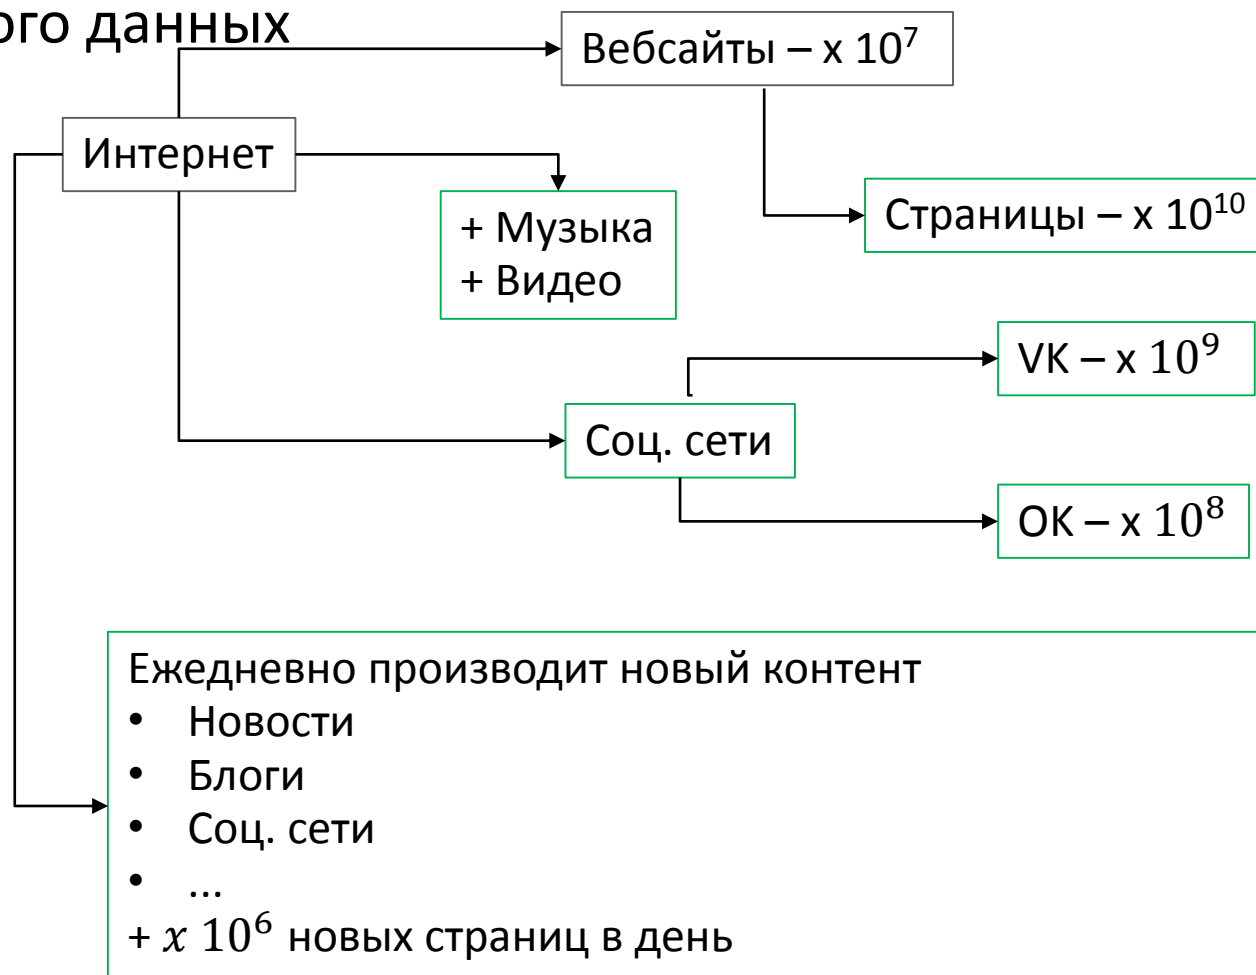 ого данных
Вебсайты – x 10⁷
Интернет
+ Музыка
+ Видео
Страницы – x 10¹⁰
VK – x 10⁹
Соц. сети
OK – x 10⁸
Ежедневно производит новый контент
• Новости
• Блоги
• Соц. сети
• ...
+ x 10⁶ новых страниц в день